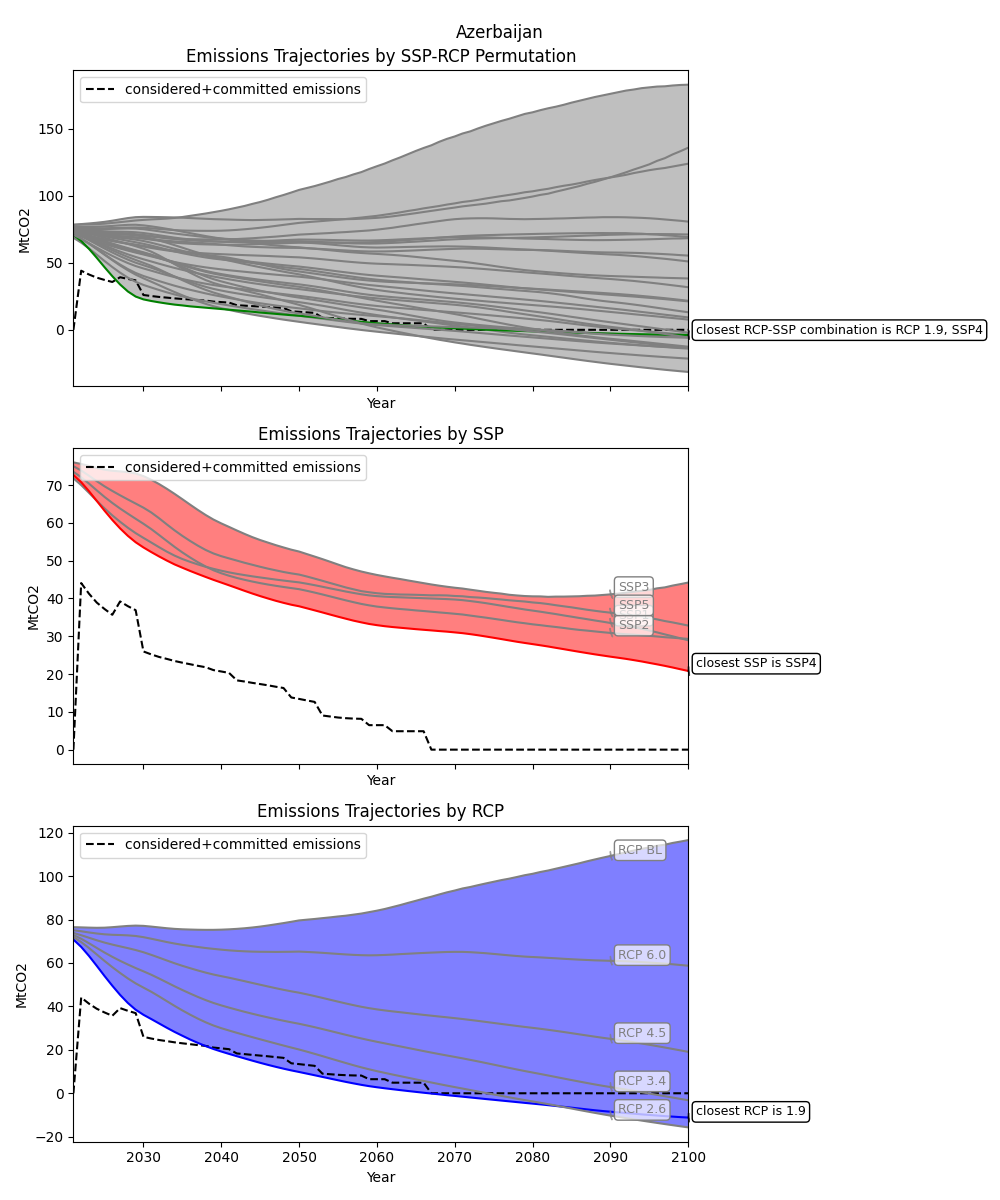 Azerbaijan
Emissions Trajectories by SSP-RCP Permutation
considered+committed emissions
150
100
50
0
MtCO2
closest RCP-SSP combination is RCP 1.9, SSP4
Year
Emissions Trajectories by SSP
considered+committed emissions
70
60
50
40
30
20
10
0
MtCO2
SSP3
SSP5
SSP2
closest SSP is SSP4
Year
Emissions Trajectories by RCP
considered+committed emissions
120
100
80
60
40
20
0
−20
MtCO2
RCP BL
RCP 6.0
RCP 4.5
RCP 3.4
RCP 2.6
closest RCP is 1.9
2030 2040 2050 2060 2070 2080 2090 2100
Year